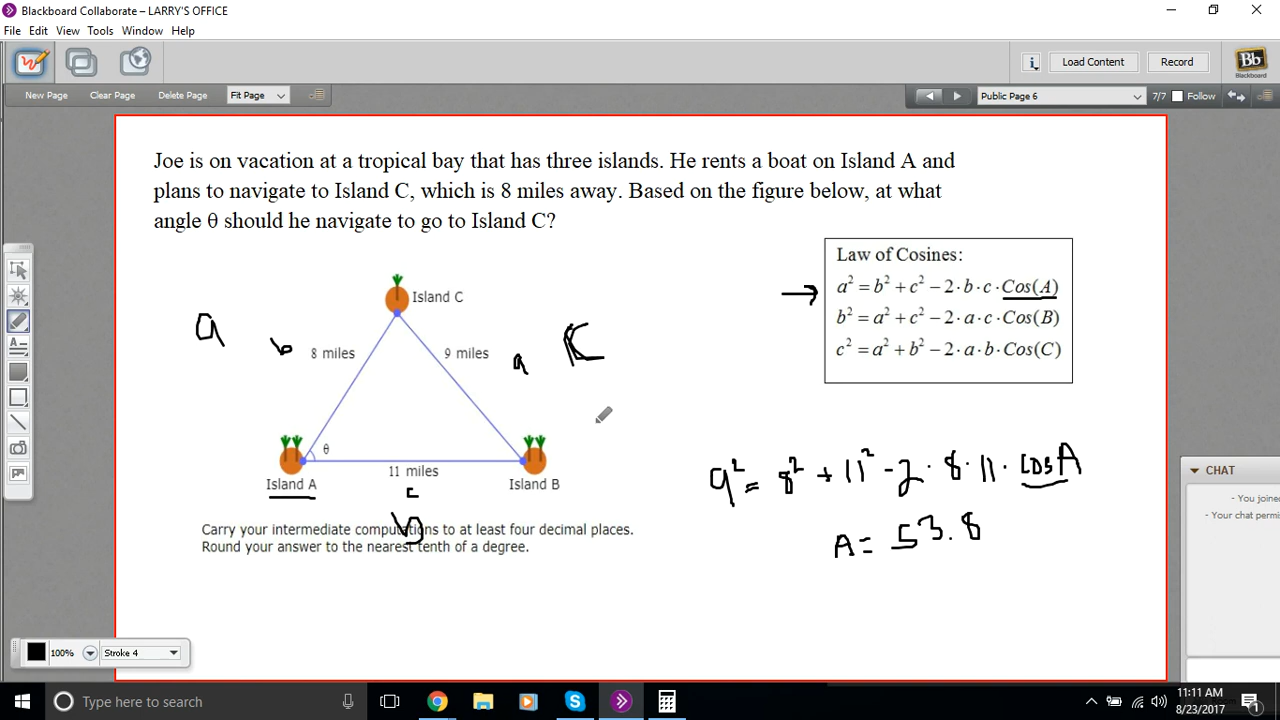 Blackboard Collaborate – LARRY'S OFFICE
File Edit View Tools Window Help
Load Content Record Bb Blackboard
New Page Clear Page Delete Page Fit Page Public Page 6 7/7 Follow
Joe is on vacation at a tropical bay that has three islands. He rents a boat on Island A and
plans to navigate to Island C, which is 8 miles away. Based on the figure below, at what
angle θ should he navigate to go to Island C?
Law of Cosines:
→ a² = b² + c² − 2·b·c·Cos(A)
b² = a² + c² − 2·a·c·Cos(B)
c² = a² + b² − 2·a·b·Cos(C)
Island C
a b 8 miles 9 miles a C
θ
11 miles
Island A c Island B
b
9² = 8² + 11² - 2·8·11·cos A
A = 53.8
Carry your intermediate computations to at least four decimal places.
Round your answer to the nearest tenth of a degree.
CHAT
- You joine
- Your chat permi
100% Stroke 4
Type here to search
11:11 AM
8/23/2017
1